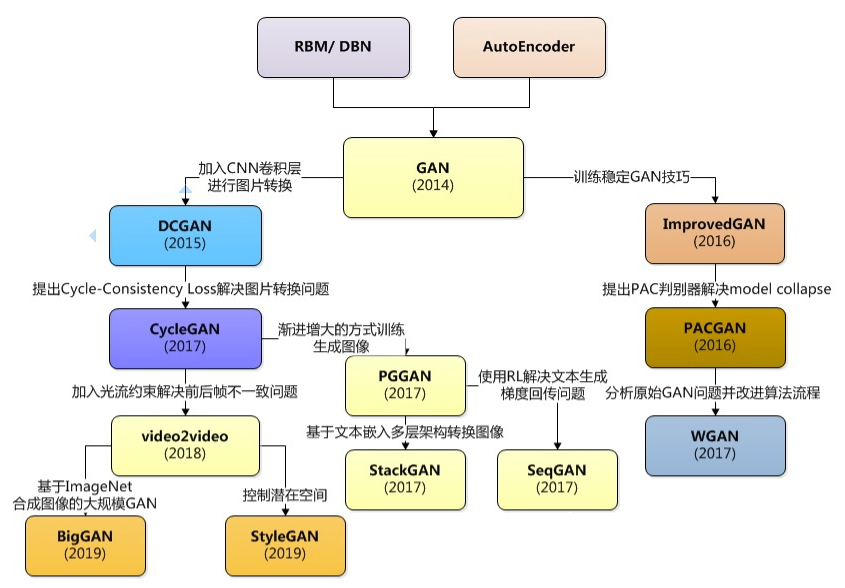 RBM/ DBN
AutoEncoder
GAN
(2014)
加入CNN卷积层
进行图片转换
训练稳定GAN技巧
DCGAN
(2015)
ImprovedGAN
(2016)
提出Cycle-Consistency Loss解决图片转换问题
提出PAC判别器解决model collapse
CycleGAN
(2017)
渐进增大的方式训练
生成图像
PACGAN
(2016)
PGGAN
(2017)
使用RL解决文本生成
梯度回传问题
加入光流约束解决前后帧不一致问题
分析原始GAN问题并改进算法流程
video2video
(2018)
基于文本嵌入多层架构转换图像
WGAN
(2017)
StackGAN
(2017)
SeqGAN
(2017)
基于ImageNet
合成图像的大规模GAN
控制潜在空间
BigGAN
(2019)
StyleGAN
(2019)